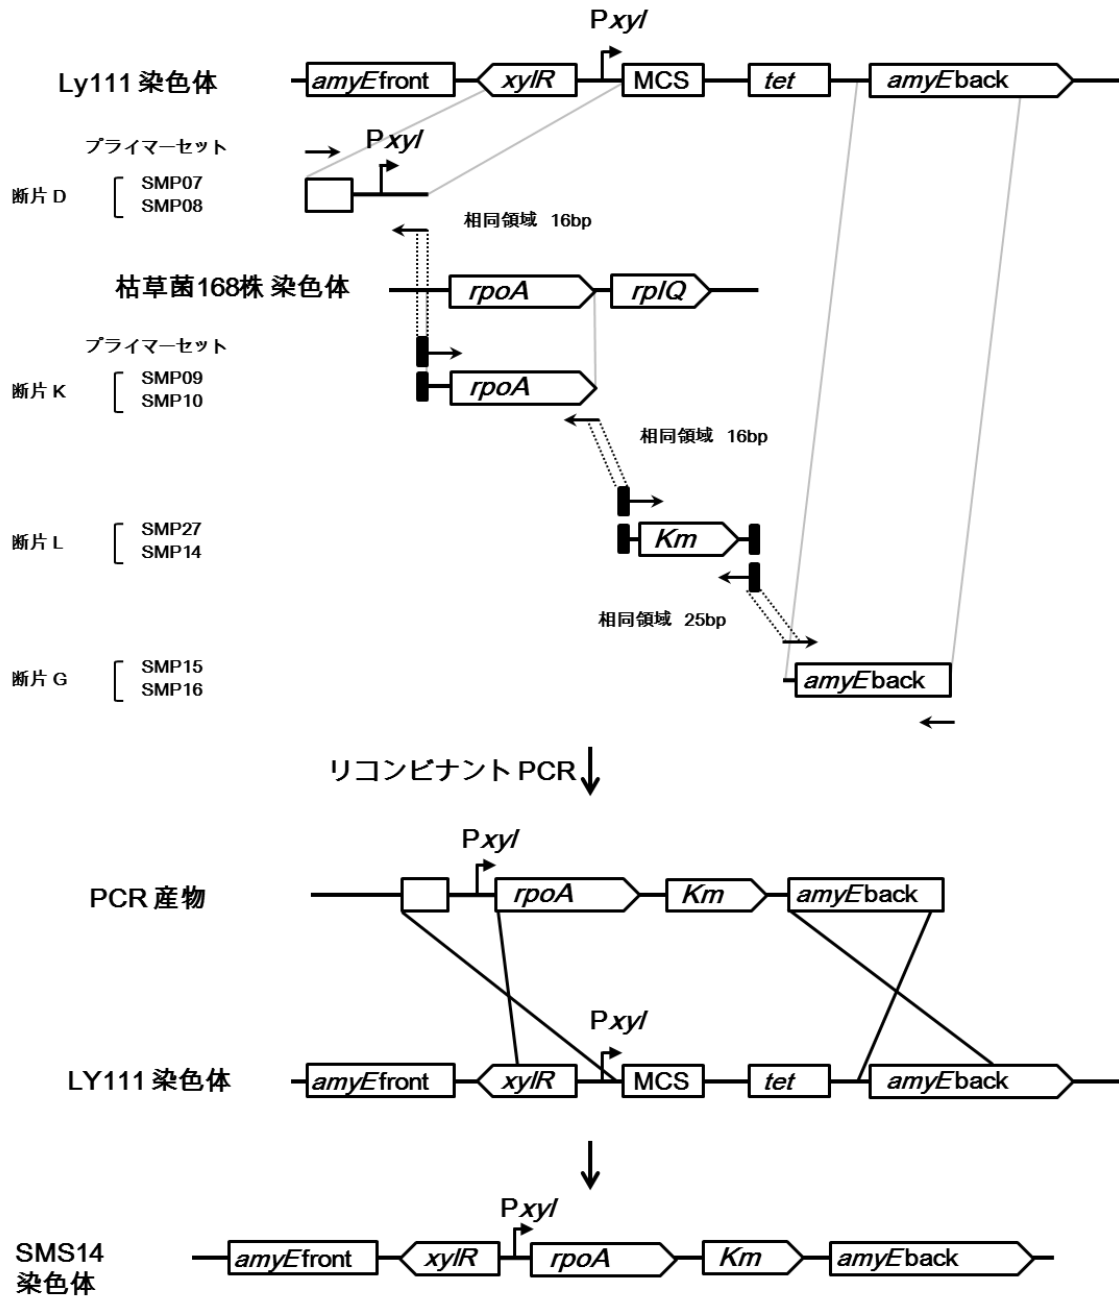 Pxyl
Ly111 染色体
amyEfront
xylR
MCS
tet
amyEback
プライマーセット
Pxyl
断片 D
SMP07
SMP08
相同領域 16bp
枯草菌168株 染色体
rpoA
rplQ
プライマーセット
断片 K
SMP09
SMP10
rpoA
相同領域 16bp
断片 L
SMP27
SMP14
Km
相同領域 25bp
断片 G
SMP15
SMP16
amyEback
リコンビナント PCR
Pxyl
PCR 産物
rpoA
Km
amyEback
Pxyl
LY111 染色体
amyEfront
xylR
MCS
tet
amyEback
Pxyl
SMS14
染色体
amyEfront
xylR
rpoA
Km
amyEback